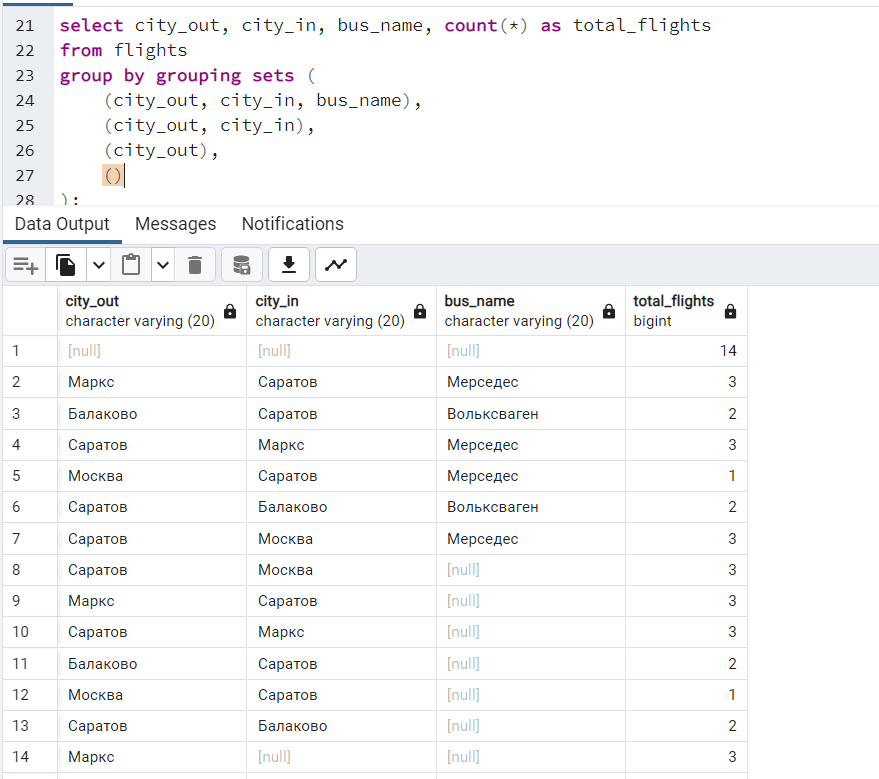 21 select city_out, city_in, bus_name, count(*) as total_flights
22 from flights
23 group by grouping sets (
24 (city_out, city_in, bus_name),
25 (city_out, city_in),
26 (city_out),
27 ()
28 );
Data Output Messages Notifications
city_out city_in bus_name total_flights
character varying (20) character varying (20) character varying (20) bigint
1 [null] [null] [null] 14
2 Маркс Саратов Мерседес 3
3 Балаково Саратов Вольксваген 2
4 Саратов Маркс Мерседес 3
5 Москва Саратов Мерседес 1
6 Саратов Балаково Вольксваген 2
7 Саратов Москва Мерседес 3
8 Саратов Москва [null] 3
9 Маркс Саратов [null] 3
10 Саратов Маркс [null] 3
11 Балаково Саратов [null] 2
12 Москва Саратов [null] 1
13 Саратов Балаково [null] 2
14 Маркс [null] [null] 3